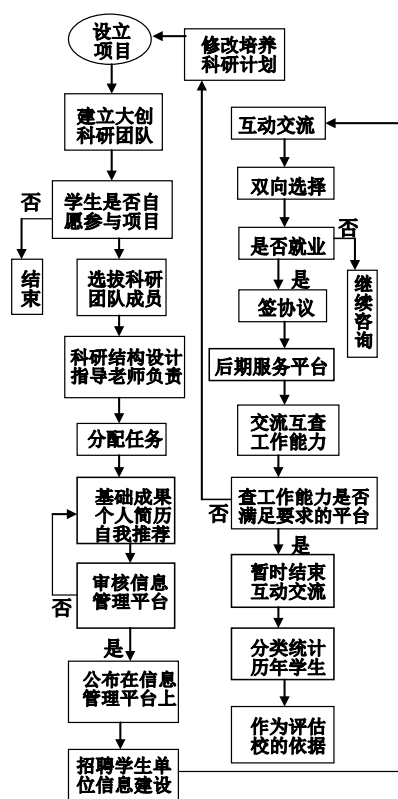 设立
项目
建立大创
科研团队
学生是否自
愿参与项目
否
结
束
选拔科研
团队成员
科研结构设计
指导老师负责
分配任务
基础成果
个人简历
自我推荐
审核信息
管理平台
否
是
公布在信息
管理平台上
招聘学生单
位信息建设
修改培养
科研计划
互动交流
双向选择
是否就业
否
继
续
咨
询
是
签协议
后期服务平台
交流互查
工作能力
查工作能力是否
满足要求的平台
否
是
暂时结束
互动交流
分类统计
历年学生
作为评估
校的依据